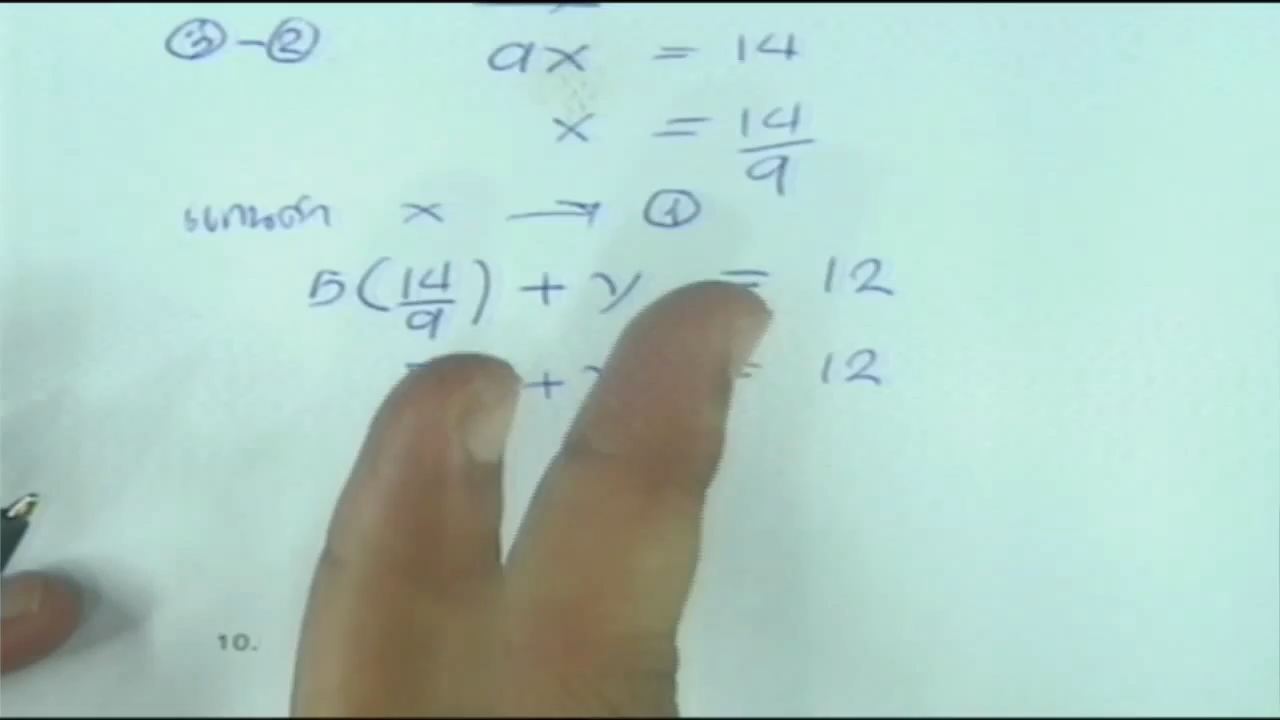 ③-② 9x = 14
x = 14/9
แทนค่า x → ①
5(14/9) + y = 12
+ y = 12
10.